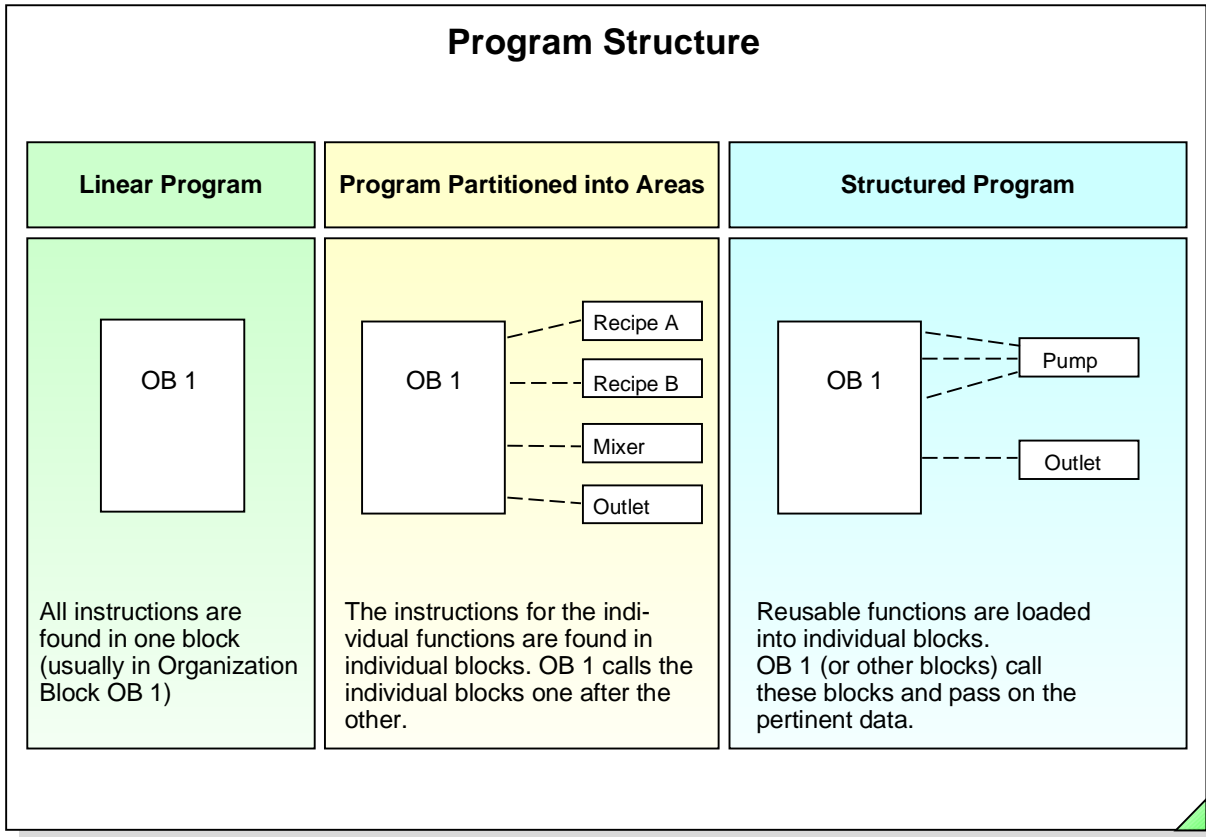 Program Structure
Linear Program
Program Partitioned into Areas
Structured Program
OB 1
All instructions are
found in one block
(usually in Organization
Block OB 1)
OB 1
Recipe A
Recipe B
Mixer
Outlet
The instructions for the indi-
vidual functions are found in
individual blocks. OB 1 calls the
individual blocks one after the
other.
OB 1
Pump
Outlet
Reusable functions are loaded
into individual blocks.
OB 1 (or other blocks) call
these blocks and pass on the
pertinent data.